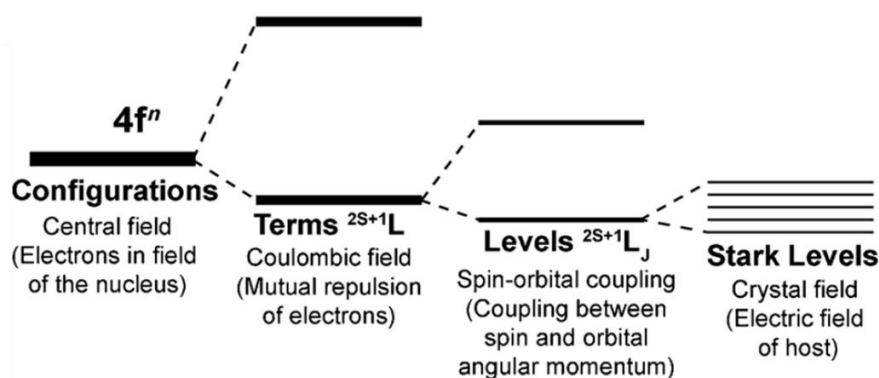 4fⁿ
Configurations
Central field
(Electrons in field
of the nucleus)
Terms ²ˢ⁺¹L
Coulombic field
(Mutual repulsion
of electrons)
Levels ²ˢ⁺¹L_J
Spin-orbital coupling
(Coupling between
spin and orbital
angular momentum)
Stark Levels
Crystal field
(Electric field
of host)